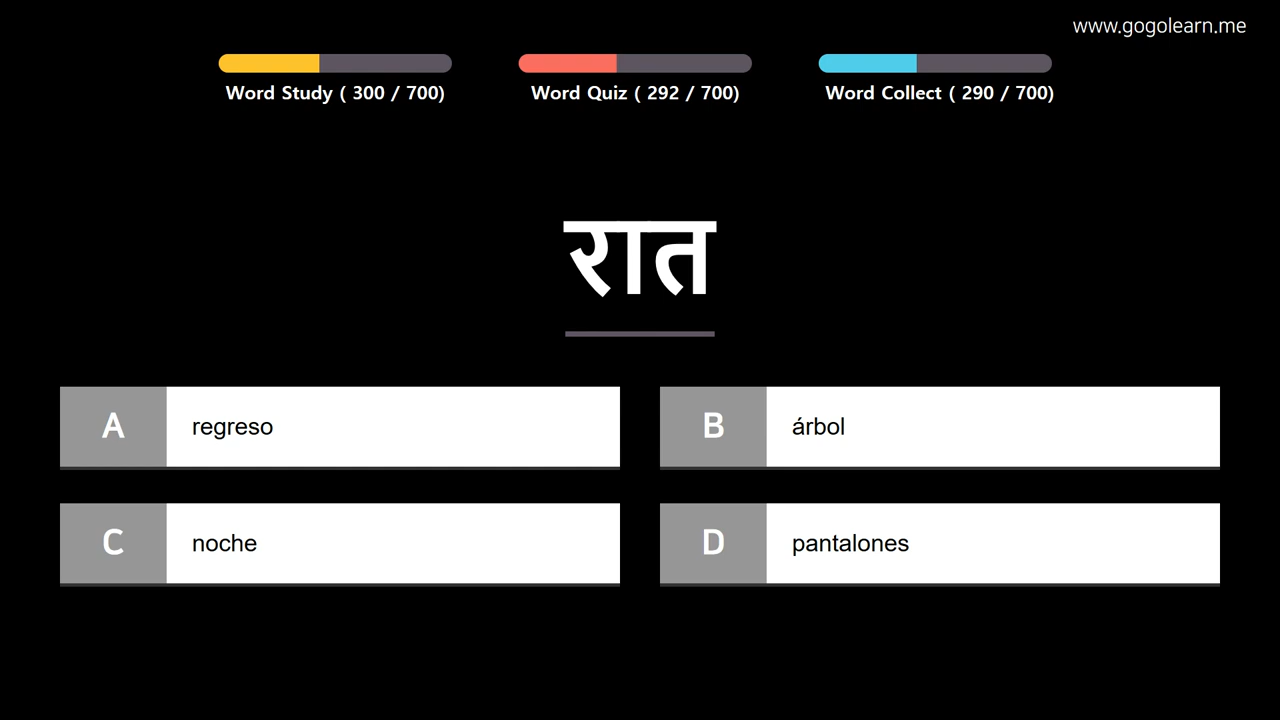 www.gogolearn.me
Word Study ( 300 / 700)
Word Quiz ( 292 / 700)
Word Collect ( 290 / 700)
रात
A regreso
B árbol
C noche
D pantalones